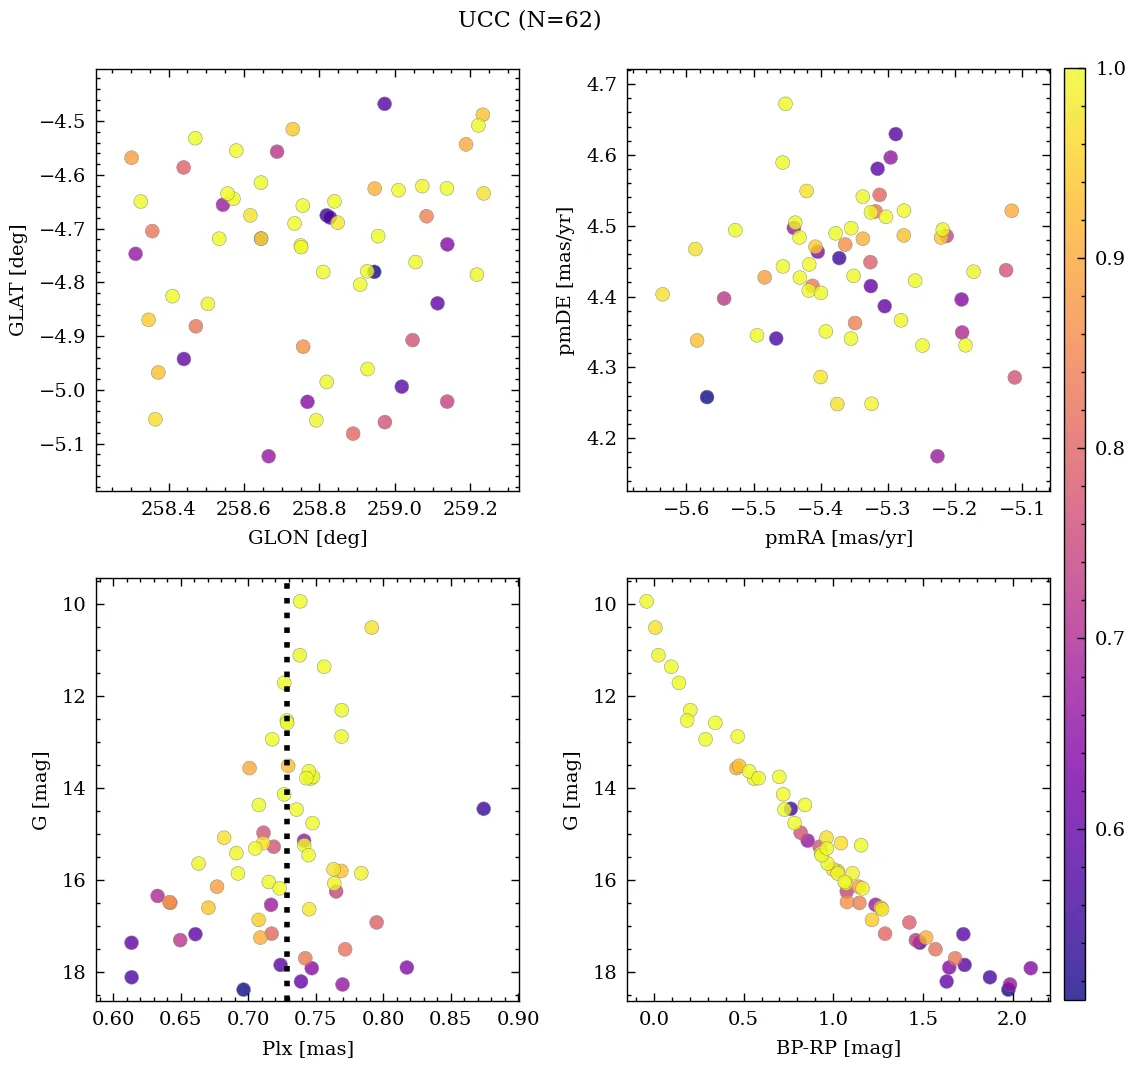 UCC (N=62)
−4.5
−4.6
−4.7
−4.8
−4.9
−5.0
−5.1
GLAT [deg]
258.4 258.6 258.8 259.0 259.2
GLON [deg]
4.7
4.6
4.5
4.4
4.3
4.2
pmDE [mas/yr]
−5.6 −5.5 −5.4 −5.3 −5.2 −5.1
pmRA [mas/yr]
1.0
0.9
0.8
0.7
0.6
10
12
14
16
18
G [mag]
0.60 0.65 0.70 0.75 0.80 0.85 0.90
Plx [mas]
10
12
14
16
18
G [mag]
0.0 0.5 1.0 1.5 2.0
BP-RP [mag]